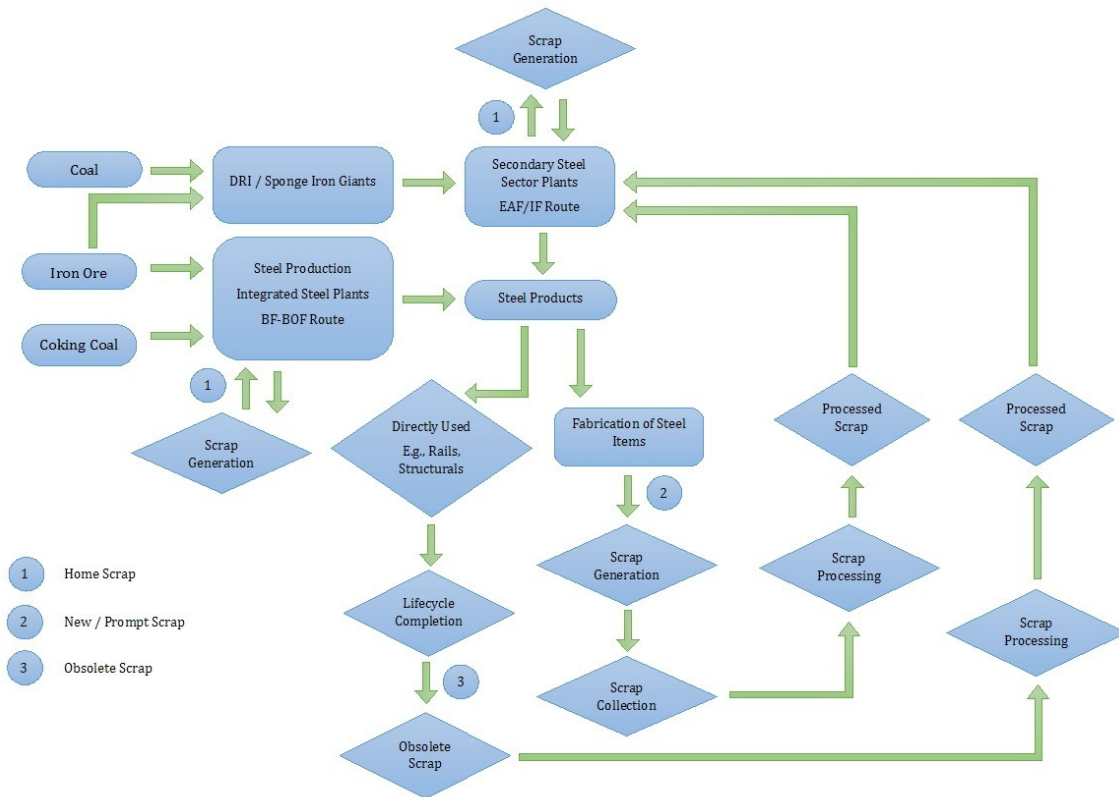 Scrap
Generation
1
Coal
DRI / Sponge Iron Giants
Secondary Steel
Sector Plants
EAF/IF Route
Iron Ore
Steel Production
Integrated Steel Plants
BF-BOF Route
Steel Products
Coking Coal
1
Scrap
Generation
Directly Used
E.g., Rails,
Structurals
Fabrication of Steel
Items
Processed
Scrap
Processed
Scrap
2
Scrap
Generation
Scrap
Processing
1
Home Scrap
Lifecycle
Completion
2
New / Prompt Scrap
Scrap
Processing
3
Obsolete Scrap
3
Scrap
Collection
Obsolete
Scrap